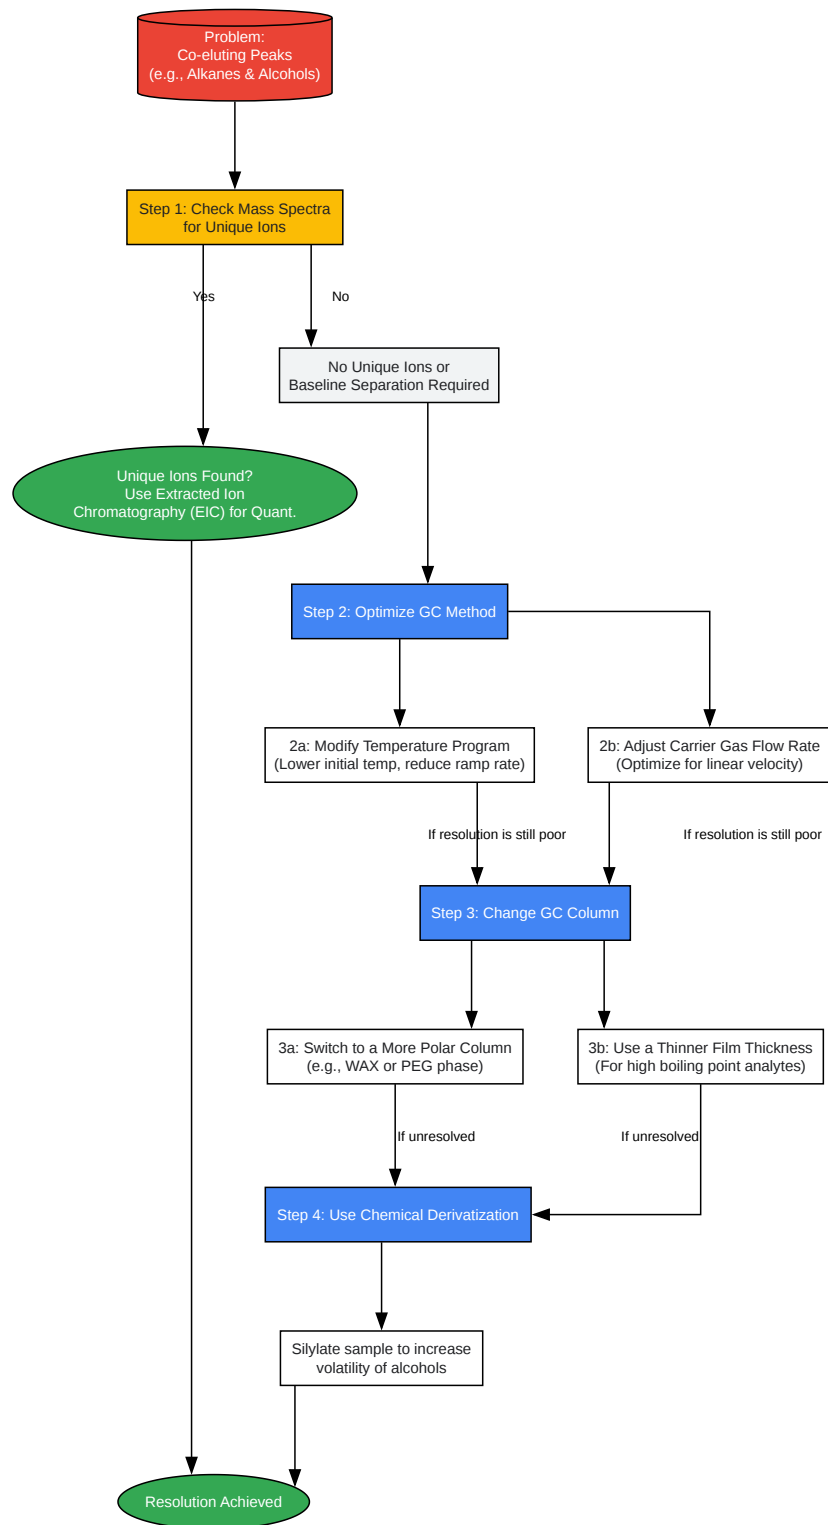 Problem:
Co-eluting Peaks
(e.g., Alkanes & Alcohols)
Step 1: Check Mass Spectra
for Unique Ions
Yes
No
No Unique Ions or
Baseline Separation Required
Unique Ions Found?
Use Extracted Ion
Chromatography (EIC) for Quant.
Step 2: Optimize GC Method
2a: Modify Temperature Program
(Lower initial temp, reduce ramp rate)
2b: Adjust Carrier Gas Flow Rate
(Optimize for linear velocity)
If resolution is still poor
If resolution is still poor
Step 3: Change GC Column
3a: Switch to a More Polar Column
(e.g., WAX or PEG phase)
3b: Use a Thinner Film Thickness
(For high boiling point analytes)
If unresolved
If unresolved
Step 4: Use Chemical Derivatization
Silylate sample to increase
volatility of alcohols
Resolution Achieved